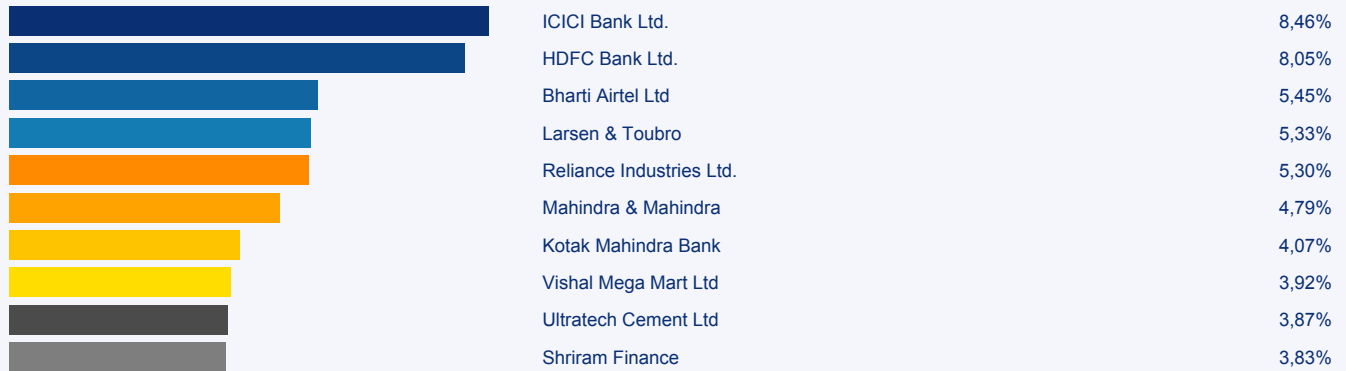 ICICI Bank Ltd. 8,46%
HDFC Bank Ltd. 8,05%
Bharti Airtel Ltd 5,45%
Larsen & Toubro 5,33%
Reliance Industries Ltd. 5,30%
Mahindra & Mahindra 4,79%
Kotak Mahindra Bank 4,07%
Vishal Mega Mart Ltd 3,92%
Ultratech Cement Ltd 3,87%
Shriram Finance 3,83%